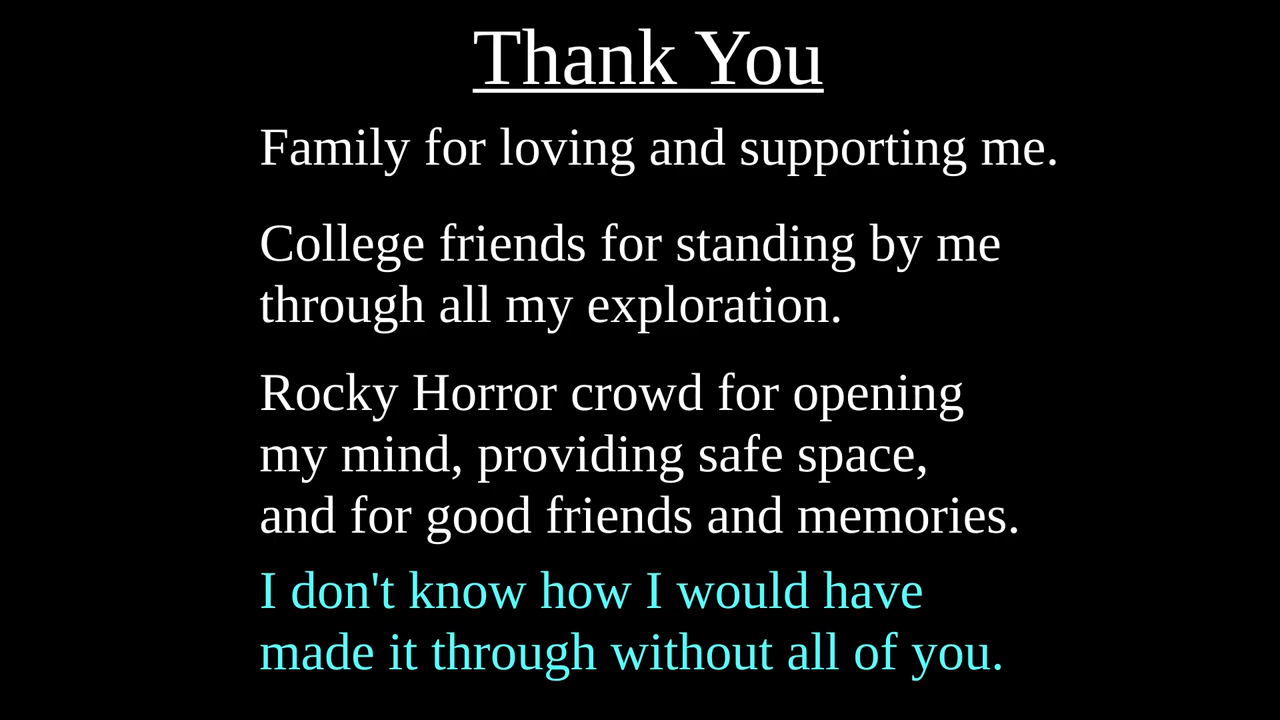 Thank You
Family for loving and supporting me.
College friends for standing by me
through all my exploration.
Rocky Horror crowd for opening
my mind, providing safe space,
and for good friends and memories.
I don't know how I would have
made it through without all of you.